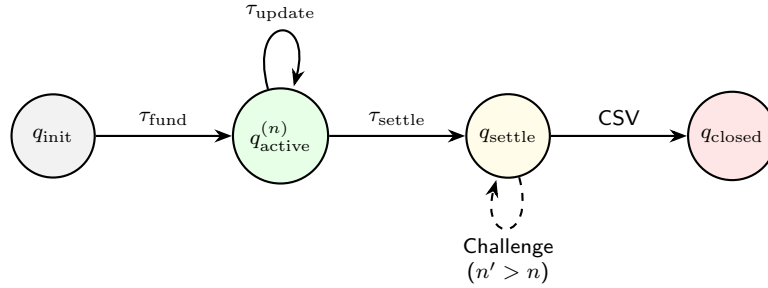 τ_update
q_init
τ_fund
q_active^(n)
τ_settle
q_settle
CSV
q_closed
Challenge
(n′ > n)